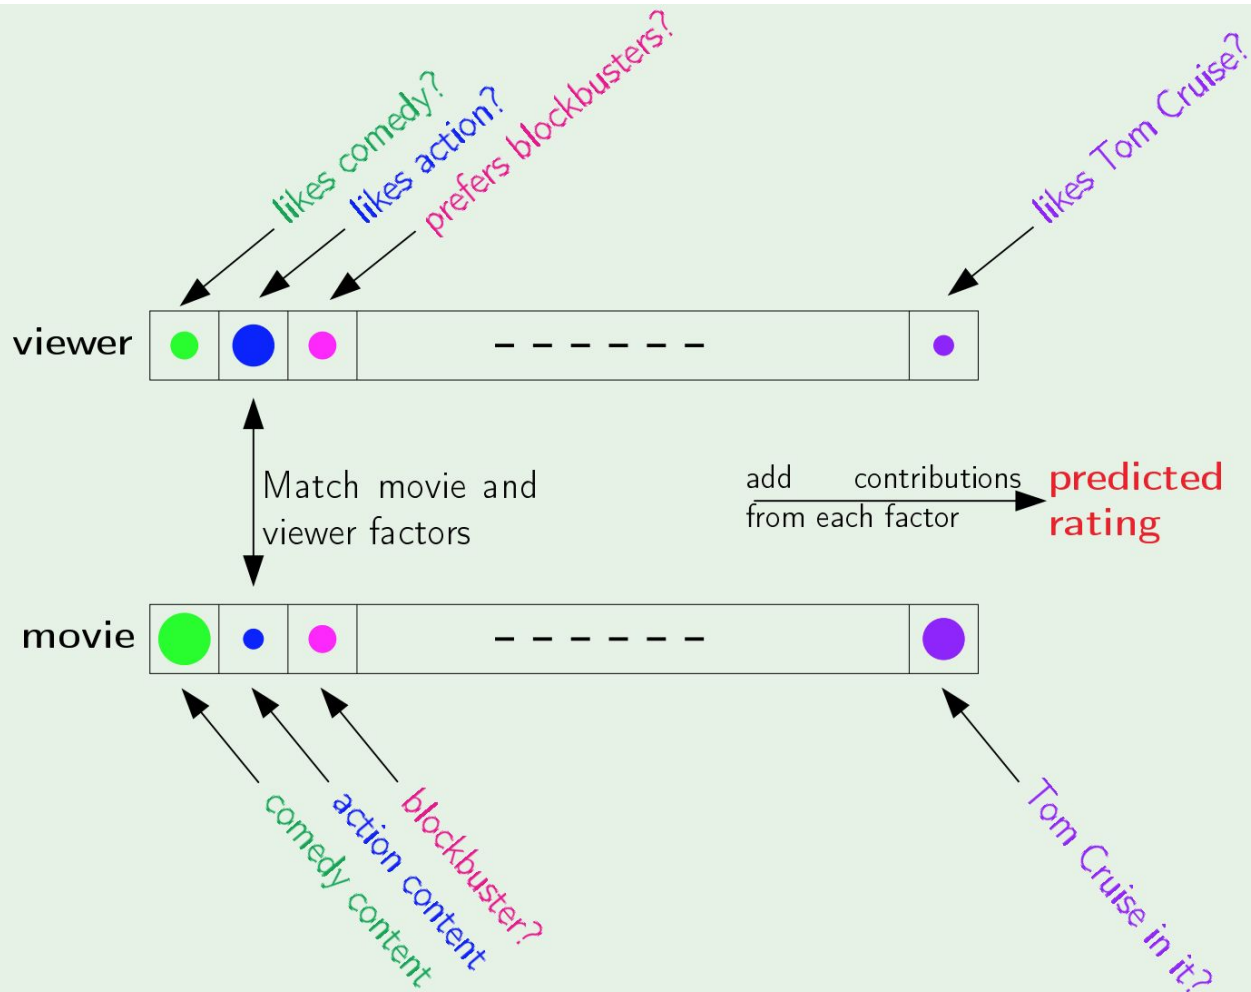 likes comedy?
likes action?
prefers blockbusters?
likes Tom Cruise?
viewer
Match movie and
viewer factors
add contributions
from each factor
predicted
rating
movie
comedy content
action content
blockbuster?
Tom Cruise in it?